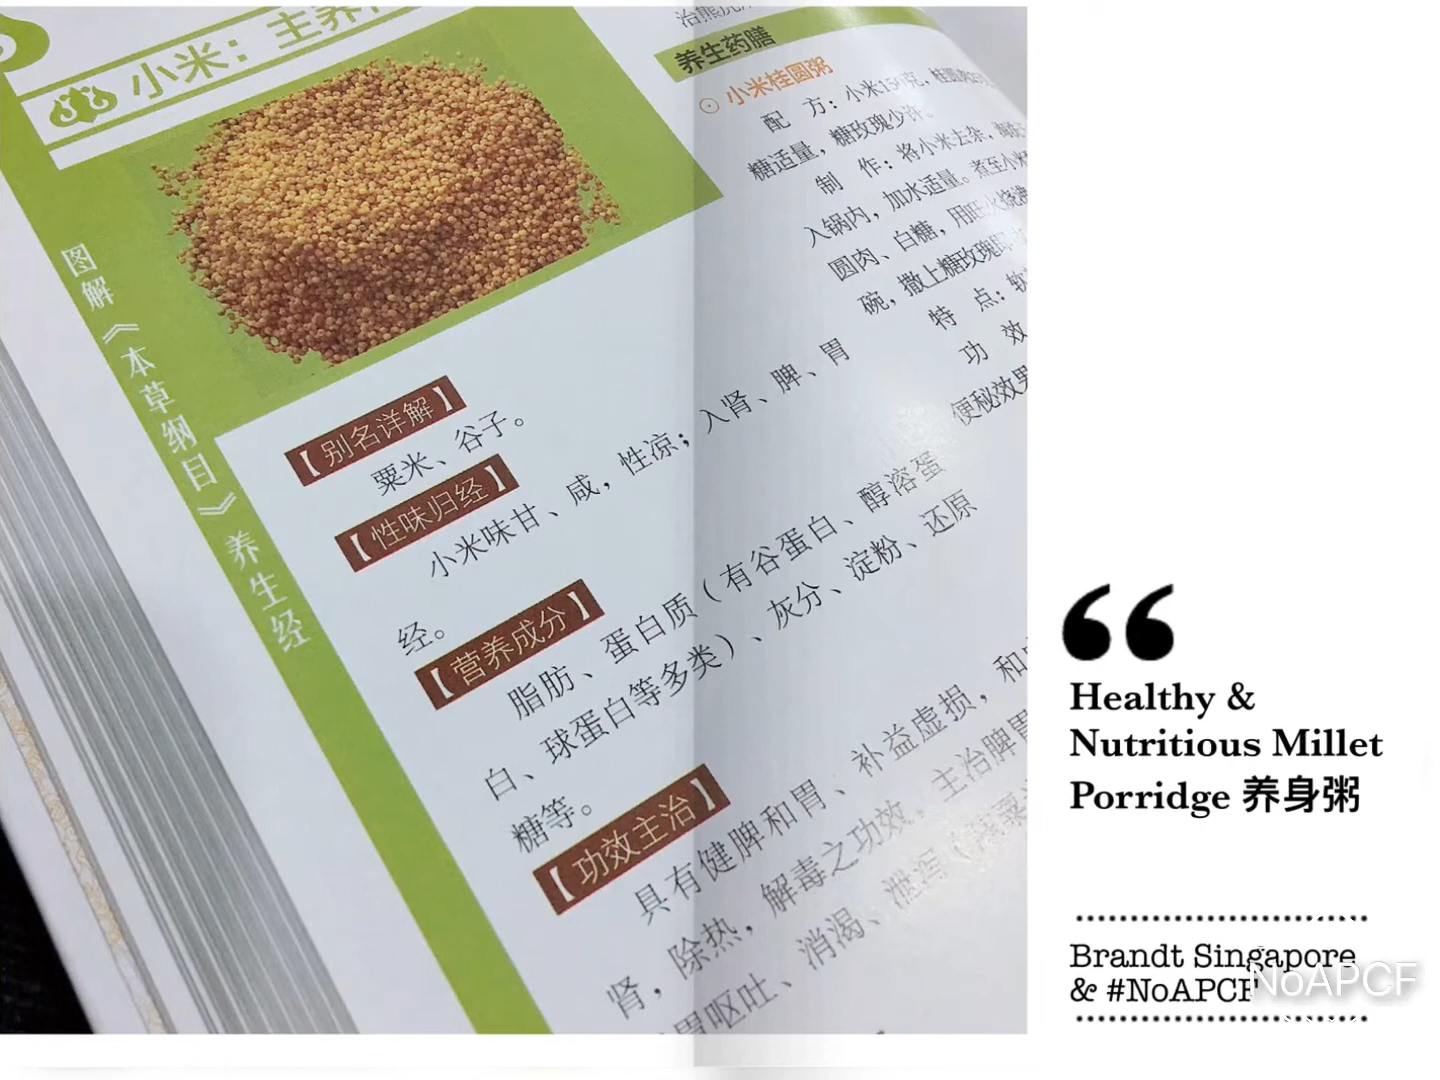 小米：主养
图解《本草纲目》养生经
【别名详解】
粟米、谷子。
【性味归经】
小米味甘、咸，性凉；入肾、脾、胃
经。
【营养成分】
脂肪、蛋白质（有谷蛋白、醇溶蛋
白、球蛋白等多类）、灰分、淀粉、还原
糖等。
【功效主治】
具有健脾和胃、补益虚损，和
肾，除热，解毒之功效，主治脾胃
胃呕吐、消渴、泄泻
养生药膳
⊙ 小米桂圆粥
配 方：小米
糖适量，糖玫瑰少许。
制 作：将小米去杂，
入锅内，加水适量。煮至小米
圆肉、白糖，用旺火烧沸
碗，撒上糖玫瑰即
特 点：软
功 效
便秘效果
“
Healthy &
Nutritious Millet
Porridge 养身粥
Brandt Singapore
& #NoAPCF
NoAPCF